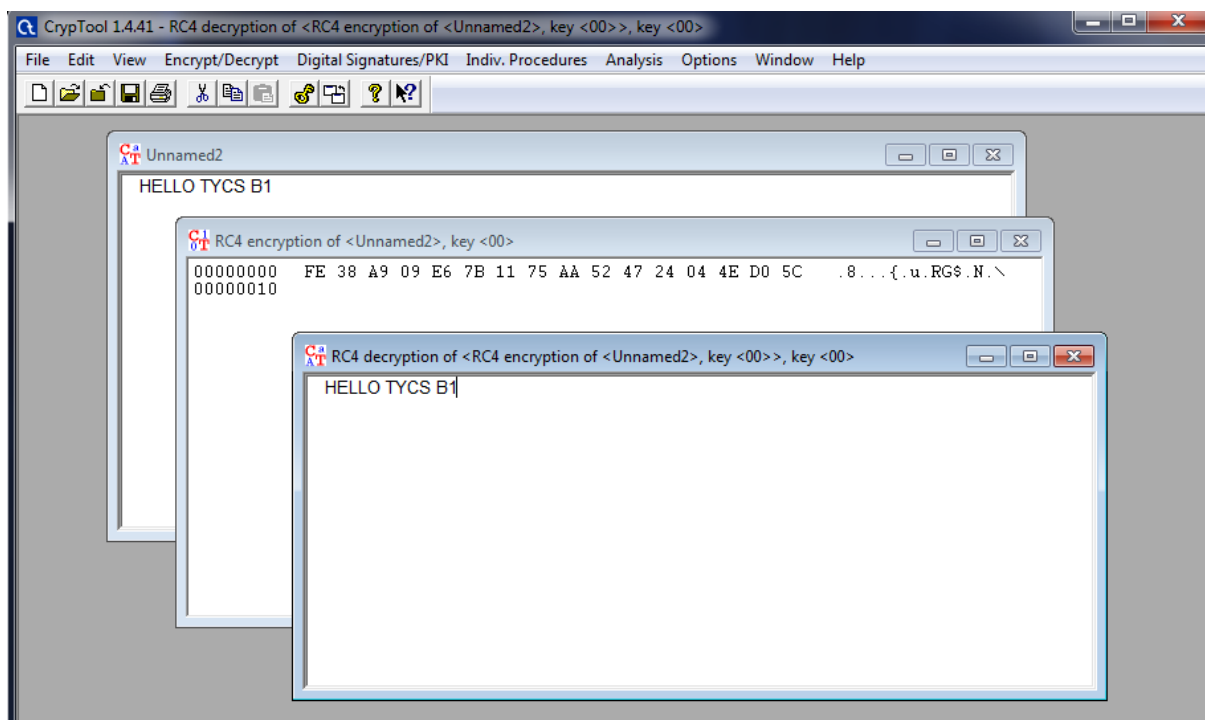 CrypTool 1.4.41 - RC4 decryption of <RC4 encryption of <Unnamed2>, key <00>>, key <00>
File Edit View Encrypt/Decrypt Digital Signatures/PKI Indiv. Procedures Analysis Options Window Help
Unnamed2
HELLO TYCS B1
RC4 encryption of <Unnamed2>, key <00>
00000000 FE 38 A9 09 E6 7B 11 75 AA 52 47 24 04 4E D0 5C .8...{.u.RG$.N.\
00000010
RC4 decryption of <RC4 encryption of <Unnamed2>, key <00>>, key <00>
HELLO TYCS B1